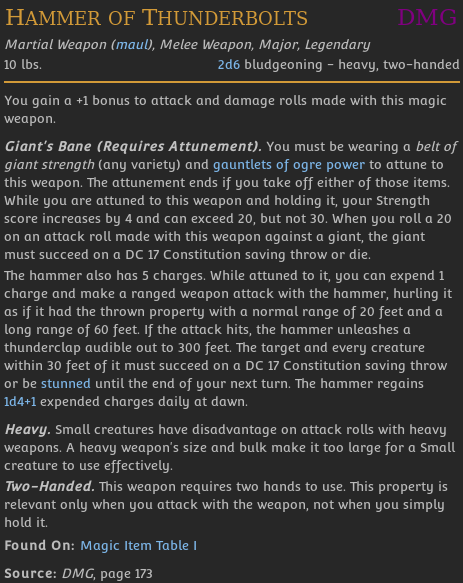 HAMMER OF THUNDERBOLTS DMG
Martial Weapon (maul), Melee Weapon, Major, Legendary
10 lbs. 2d6 bludgeoning - heavy, two-handed
You gain a +1 bonus to attack and damage rolls made with this magic
weapon.
Giant's Bane (Requires Attunement). You must be wearing a belt of
giant strength (any variety) and gauntlets of ogre power to attune to
this weapon. The attunement ends if you take off either of those items.
While you are attuned to this weapon and holding it, your Strength
score increases by 4 and can exceed 20, but not 30. When you roll a 20
on an attack roll made with this weapon against a giant, the giant
must succeed on a DC 17 Constitution saving throw or die.
The hammer also has 5 charges. While attuned to it, you can expend 1
charge and make a ranged weapon attack with the hammer, hurling it
as if it had the thrown property with a normal range of 20 feet and a
long range of 60 feet. If the attack hits, the hammer unleashes a
thunderclap audible out to 300 feet. The target and every creature
within 30 feet of it must succeed on a DC 17 Constitution saving throw
or be stunned until the end of your next turn. The hammer regains
1d4+1 expended charges daily at dawn.
Heavy. Small creatures have disadvantage on attack rolls with heavy
weapons. A heavy weapon's size and bulk make it too large for a Small
creature to use effectively.
Two-Handed. This weapon requires two hands to use. This property is
relevant only when you attack with the weapon, not when you simply
hold it.
Found On: Magic Item Table I
Source: DMG, page 173